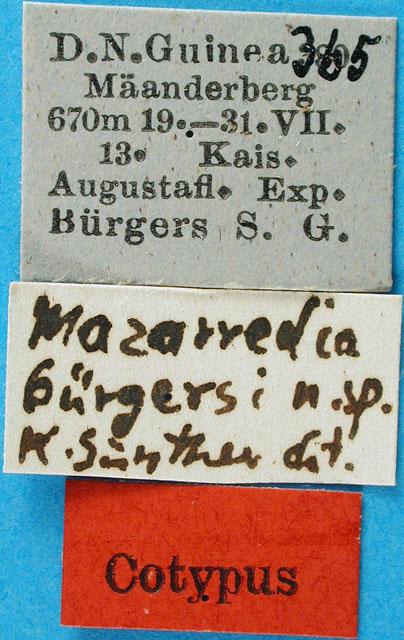 D.N.Guinea 365
Mäanderberg
670m 19.–31.VII.
13. Kais.
Augustafl. Exp.
Bürgers S. G.
Mazarredia
bürgersi n.sp.
K. Günther det.
Cotypus